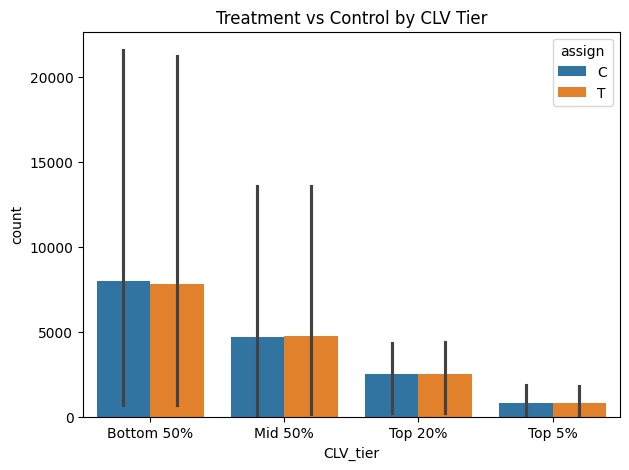 Treatment vs Control by CLV Tier
assign
C
T
count
20000
15000
10000
5000
0
Bottom 50%
Mid 50%
Top 20%
Top 5%
CLV_tier